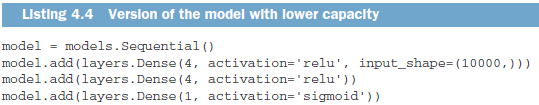 Listing 4.4 Version of the model with lower capacity
model = models.Sequential()
model.add(layers.Dense(4, activation='relu', input_shape=(10000,)))
model.add(layers.Dense(4, activation='relu'))
model.add(layers.Dense(1, activation='sigmoid'))